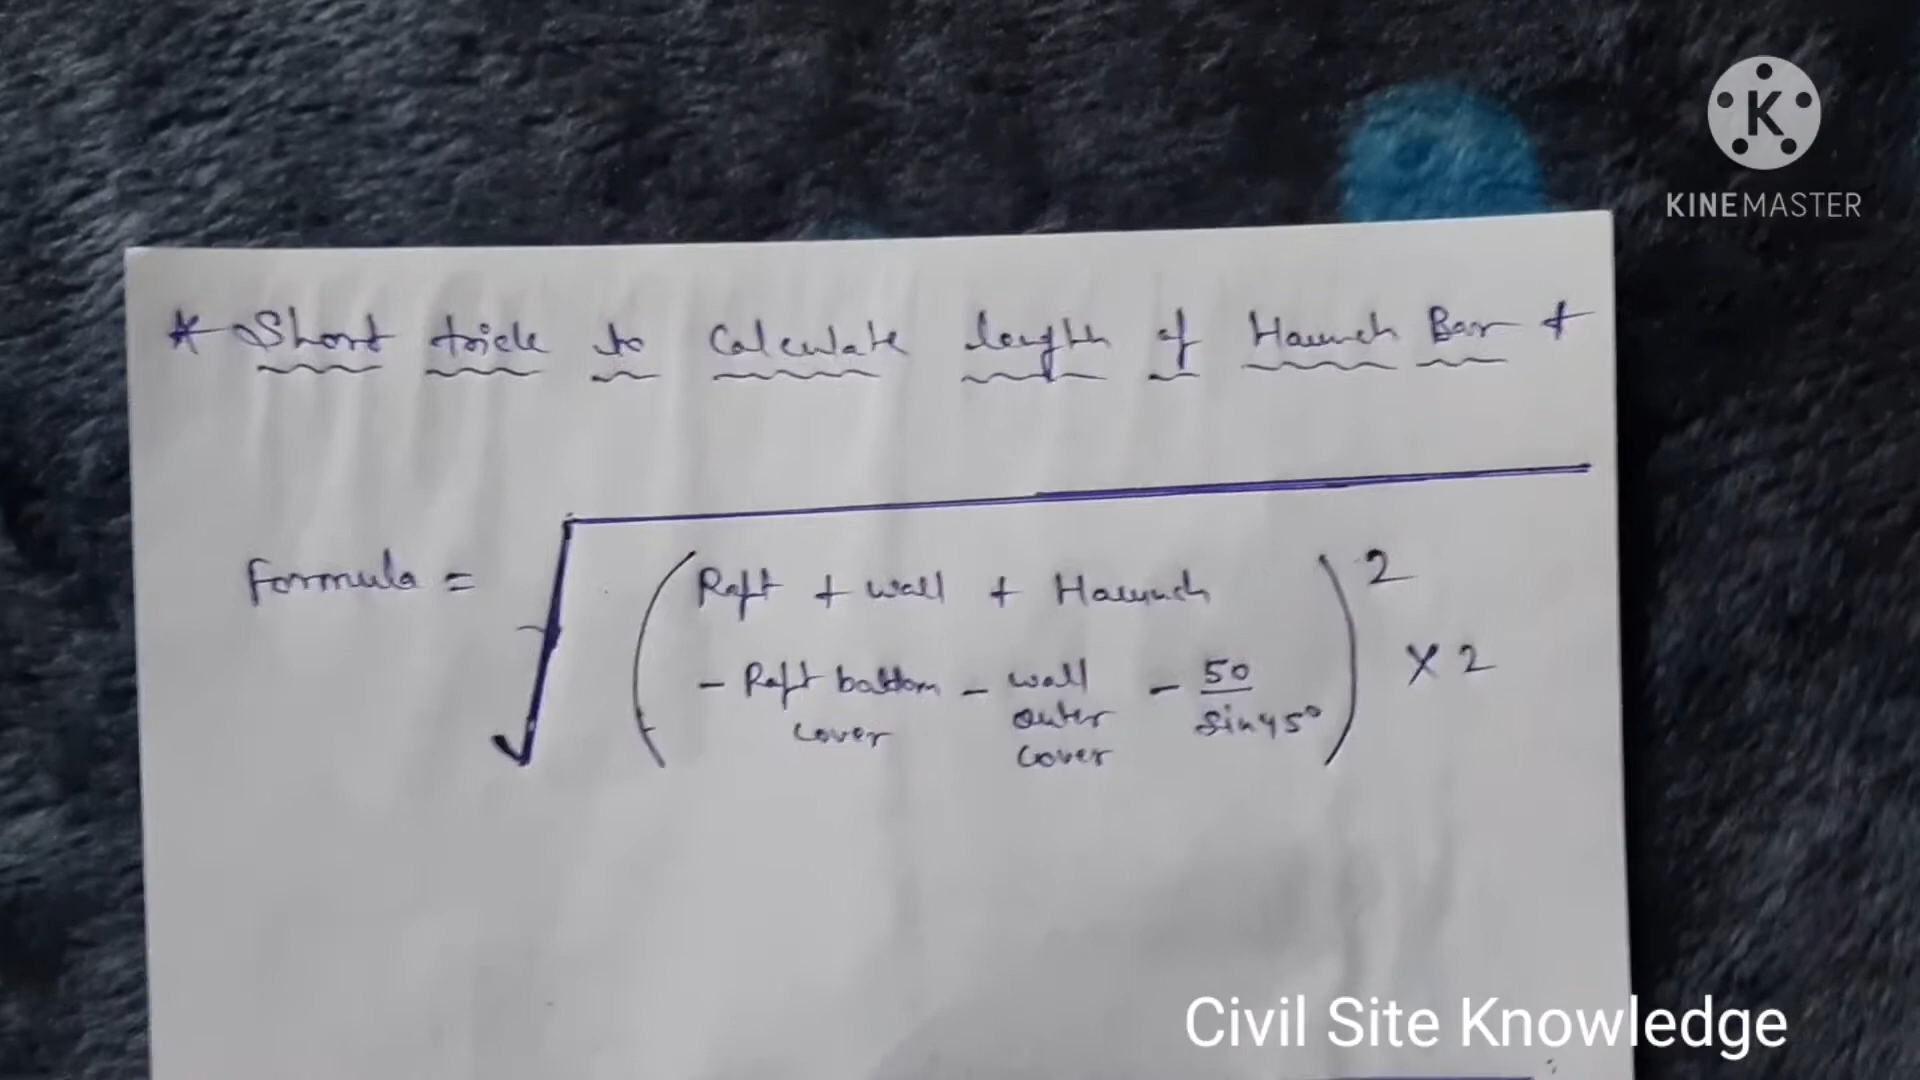 * Short trick to Calculate length of Haunch Bar *
Formula = √ ( Raft + wall + Haunch - Raft bottom cover - wall outer cover - 50/sin45° )² × 2
KINEMASTER
Civil Site Knowledge